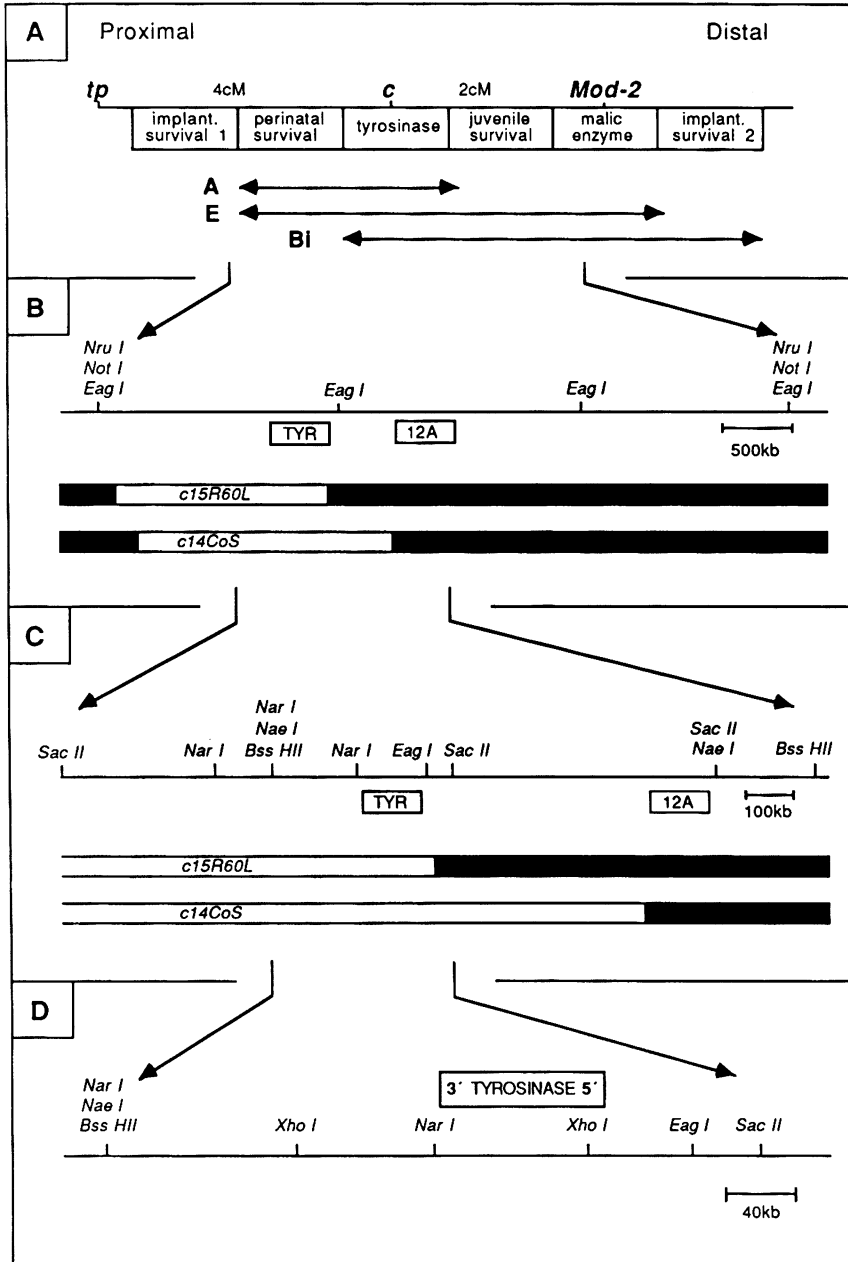 A
Proximal
Distal
tp
4cM
c
2cM
Mod-2
implant.
survival 1
perinatal
survival
tyrosinase
juvenile
survival
malic
enzyme
implant.
survival 2
A
E
Bi
B
Nru I
Not I
Eag I
Eag I
Eag I
Nru I
Not I
Eag I
TYR
12A
500kb
c15R60L
c14CoS
C
Sac II
Nar I
Nar I
Nae I
Bss HII
Nar I
Eag I
Sac II
Sac II
Nae I
Bss HII
TYR
12A
100kb
c15R60L
c14CoS
D
Nar I
Nae I
Bss HII
Xho I
3´ TYROSINASE 5´
Nar I
Xho I
Eag I
Sac II
40kb